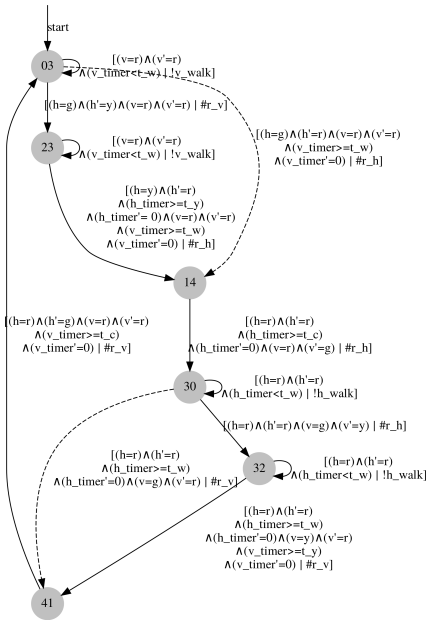 start
03
[(v=r)∧(v'=r)
∧(v_timer<t_w) | !v_walk]
[(h=g)∧(h'=y)∧(v=r)∧(v'=r) | #r_v]
[(h=g)∧(h'=r)∧(v=r)∧(v'=r)
∧(v_timer>=t_w)
∧(v_timer'=0) | #r_h]
23
[(v=r)∧(v'=r)
∧(v_timer<t_w) | !v_walk]
[(h=y)∧(h'=r)
∧(h_timer>=t_y)
∧(h_timer'= 0)∧(v=r)∧(v'=r)
∧(v_timer>=t_w)
∧(v_timer'=0) | #r_h]
14
[(h=r)∧(h'=g)∧(v=r)∧(v'=r)
∧(v_timer>=t_c)
∧(v_timer'=0) | #r_v]
[(h=r)∧(h'=r)
∧(h_timer>=t_c)
∧(h_timer'=0)∧(v=r)∧(v'=g) | #r_h]
30
[(h=r)∧(h'=r)
∧(h_timer<t_w) | !h_walk]
[(h=r)∧(h'=r)∧(v=g)∧(v'=y) | #r_h]
[(h=r)∧(h'=r)
∧(h_timer>=t_w)
∧(h_timer'=0)∧(v=g)∧(v'=r) | #r_v]
32
[(h=r)∧(h'=r)
∧(h_timer<t_w) | !h_walk]
[(h=r)∧(h'=r)
∧(h_timer>=t_w)
∧(h_timer'=0)∧(v=y)∧(v'=r)
∧(v_timer>=t_y)
∧(v_timer'=0) | #r_v]
41